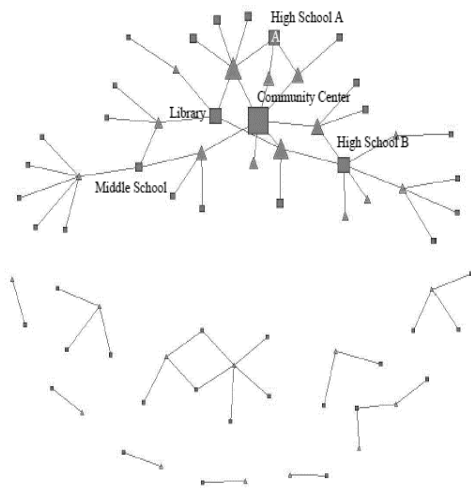 High School A
A
Community Center
Library
High School B
Middle School